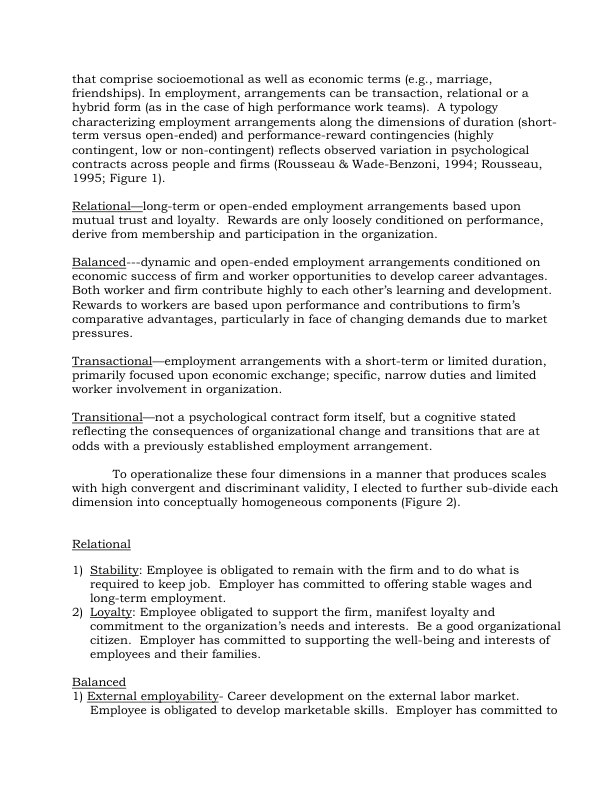 that comprise socioemotional as well as economic terms (e.g., marriage,
friendships). In employment, arrangements can be transaction, relational or a
hybrid form (as in the case of high performance work teams).  A typology
characterizing employment arrangements along the dimensions of duration (short-
term versus open-ended) and performance-reward contingencies (highly
contingent, low or non-contingent) reflects observed variation in psychological
contracts across people and firms (Rousseau & Wade-Benzoni, 1994; Rousseau,
1995; Figure 1).
Relational—long-term or open-ended employment arrangements based upon
mutual trust and loyalty.  Rewards are only loosely conditioned on performance,
derive from membership and participation in the organization.
Balanced---dynamic and open-ended employment arrangements conditioned on
economic success of firm and worker opportunities to develop career advantages.
Both worker and firm contribute highly to each other’s learning and development.
Rewards to workers are based upon performance and contributions to firm’s
comparative advantages, particularly in face of changing demands due to market
pressures.
Transactional—employment arrangements with a short-term or limited duration,
primarily focused upon economic exchange; specific, narrow duties and limited
worker involvement in organization.
Transitional—not a psychological contract form itself, but a cognitive stated
reflecting the consequences of organizational change and transitions that are at
odds with a previously established employment arrangement.
To operationalize these four dimensions in a manner that produces scales
with high convergent and discriminant validity, I elected to further sub-divide each
dimension into conceptually homogeneous components (Figure 2).
Relational
1) Stability: Employee is obligated to remain with the firm and to do what is
required to keep job.  Employer has committed to offering stable wages and
long-term employment.
2) Loyalty: Employee obligated to support the firm, manifest loyalty and
commitment to the organization’s needs and interests.  Be a good organizational
citizen.  Employer has committed to supporting the well-being and interests of
employees and their families.
Balanced
1) External employability- Career development on the external labor market.
Employee is obligated to develop marketable skills.  Employer has committed to